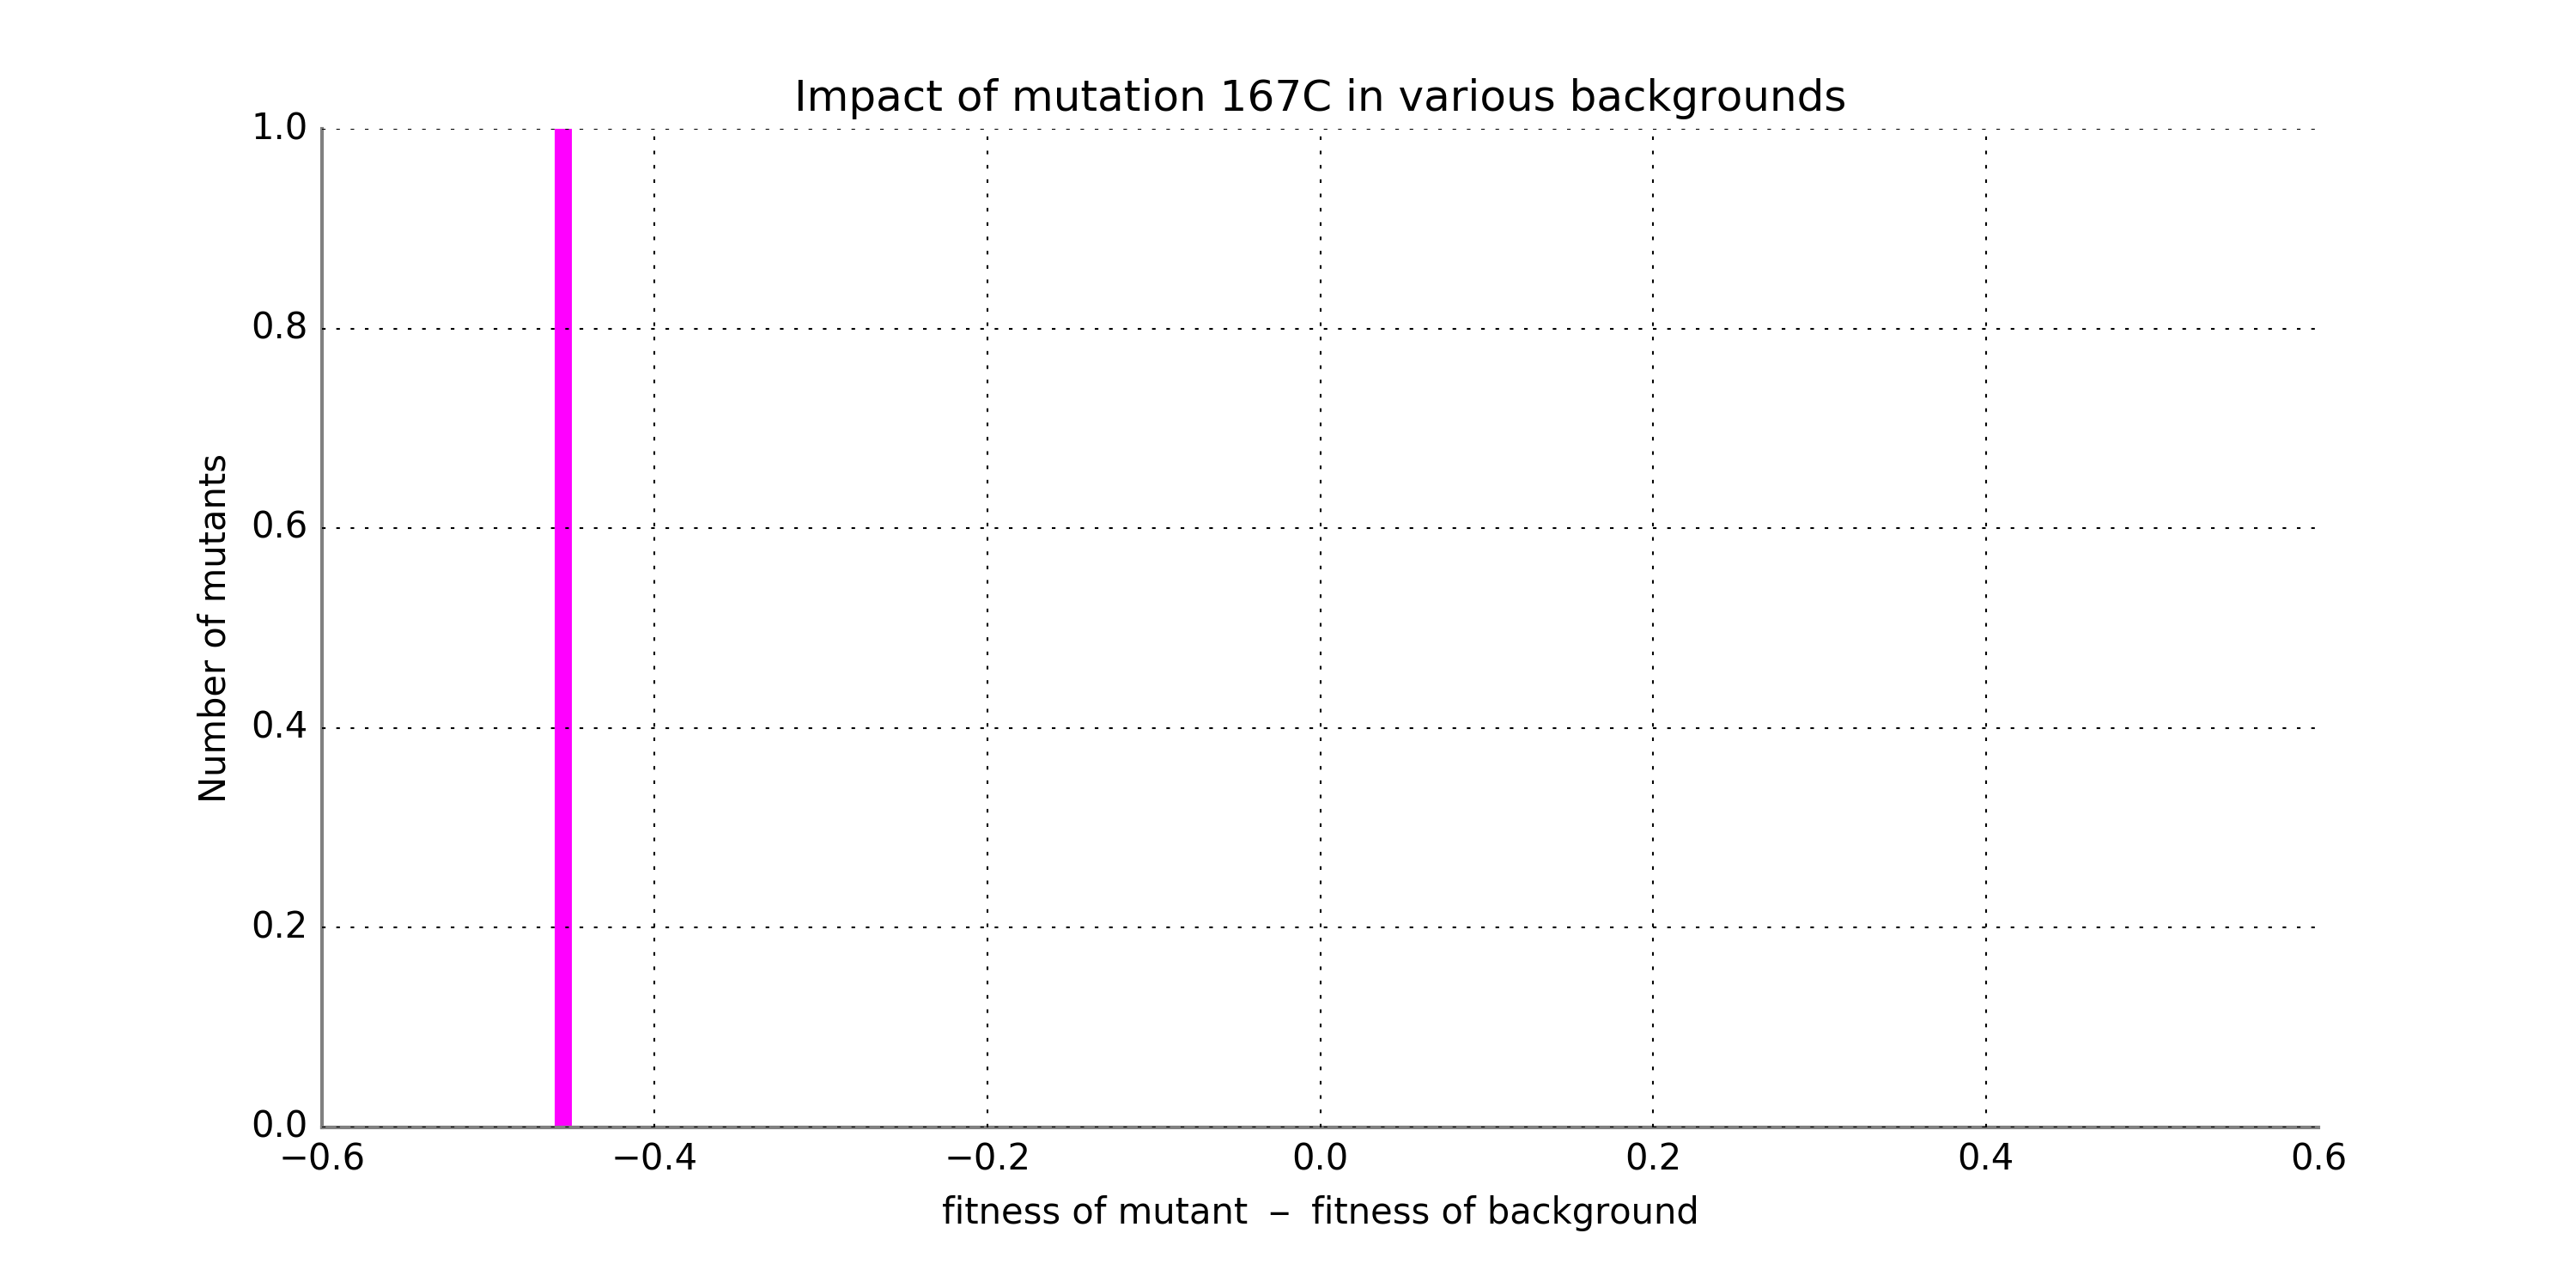 Impact of mutation 167C in various backgrounds
1.0
0.8
0.6
0.4
0.2
0.0
Number of mutants
−0.6 −0.4 −0.2 0.0 0.2 0.4 0.6
fitness of mutant − fitness of background